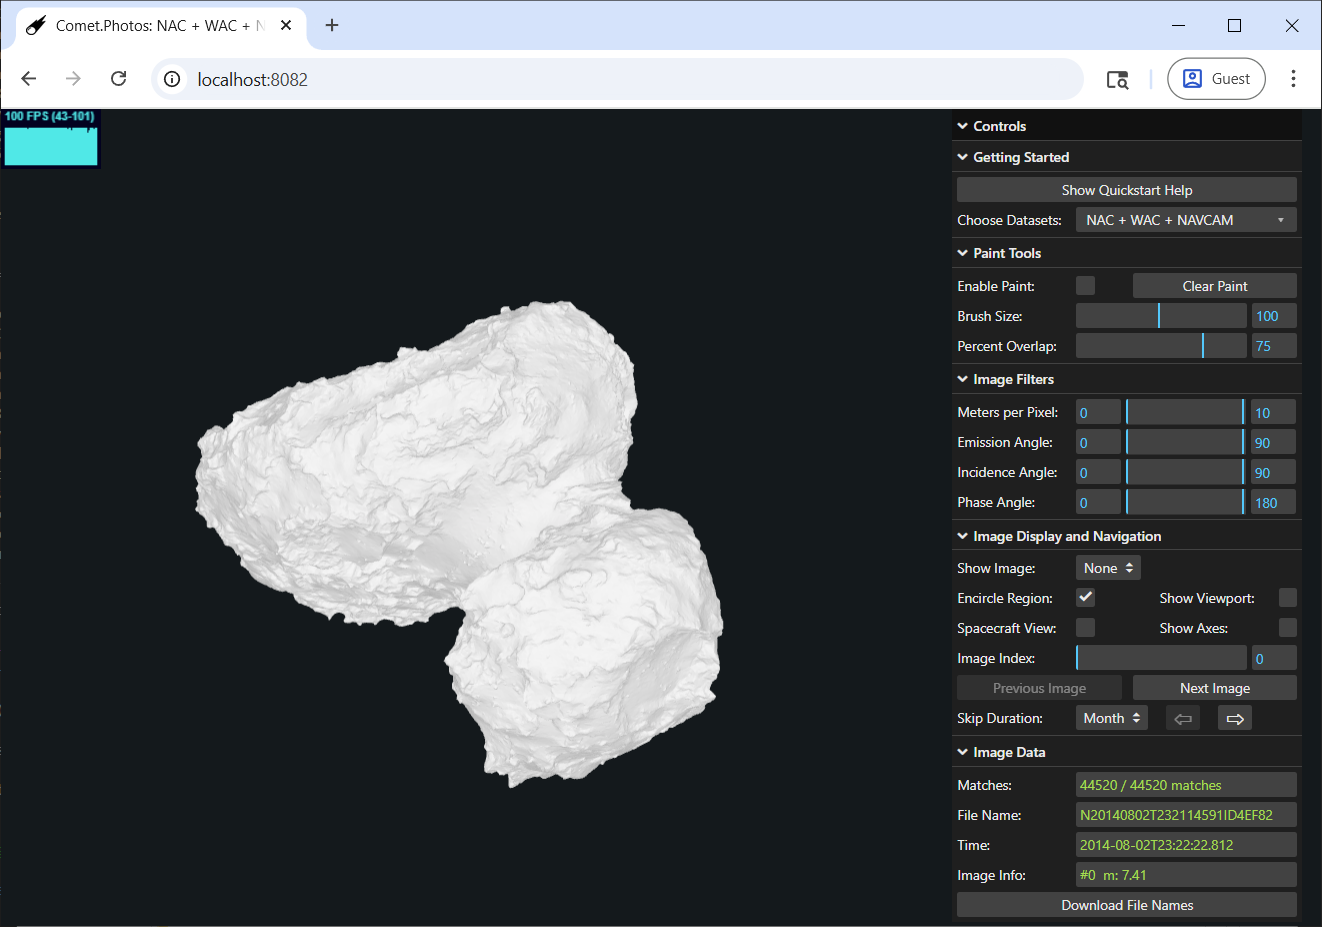 Comet.Photos: NAC + WAC + N
localhost:8082
Guest
100 FPS (43-101)
Controls
Getting Started
Show Quickstart Help
Choose Datasets: NAC + WAC + NAVCAM
Paint Tools
Enable Paint: Clear Paint
Brush Size: 100
Percent Overlap: 75
Image Filters
Meters per Pixel: 0 10
Emission Angle: 0 90
Incidence Angle: 0 90
Phase Angle: 0 180
Image Display and Navigation
Show Image: None
Encircle Region: Show Viewport:
Spacecraft View: Show Axes:
Image Index: 0
Previous Image Next Image
Skip Duration: Month
Image Data
Matches: 44520 / 44520 matches
File Name: N20140802T232114591ID4EF82
Time: 2014-08-02T23:22:22.812
Image Info: #0 m: 7.41
Download File Names